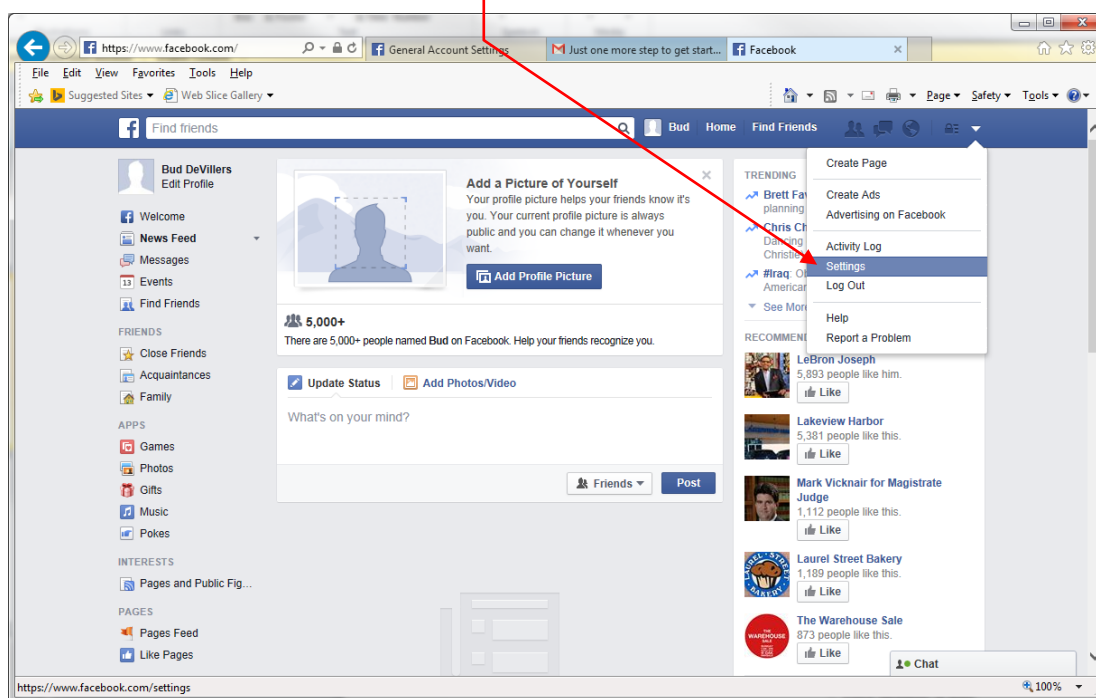 https://www.facebook.com/
General Account Settings
Just one more step to get start...
Facebook
File Edit View Favorites Tools Help
Suggested Sites
Web Slice Gallery
Page Safety Tools
Find friends
Bud Home Find Friends
Bud DeVillers
Edit Profile
Welcome
News Feed
Messages
13 Events
Find Friends
FRIENDS
Close Friends
Acquaintances
Family
APPS
Games
Photos
Gifts
Music
Pokes
INTERESTS
Pages and Public Fig...
PAGES
Pages Feed
Like Pages
Add a Picture of Yourself
Your profile picture helps your friends know it's
you. Your current profile picture is always
public and you can change it whenever you
want.
Add Profile Picture
5,000+
There are 5,000+ people named Bud on Facebook. Help your friends recognize you.
Update Status
Add Photos/Video
What's on your mind?
Friends
Post
Create Page
Create Ads
Advertising on Facebook
Activity Log
Settings
Log Out
Help
Report a Problem
TRENDING
Brett
planning
Chris
Dancing
#Iraq:
See
LeBron Joseph
5,893 people like him.
Like
Lakeview Harbor
5,381 people like this.
Like
Mark Vicknair for Magistrate
Judge
1,112 people like this.
Like
Laurel Street Bakery
1,189 people like this.
Like
The Warehouse Sale
873 people like this.
Like
THE
WAREHOUSE
SALE
LAUREL STREET
BAKERY
Chat
https://www.facebook.com/settings
100%